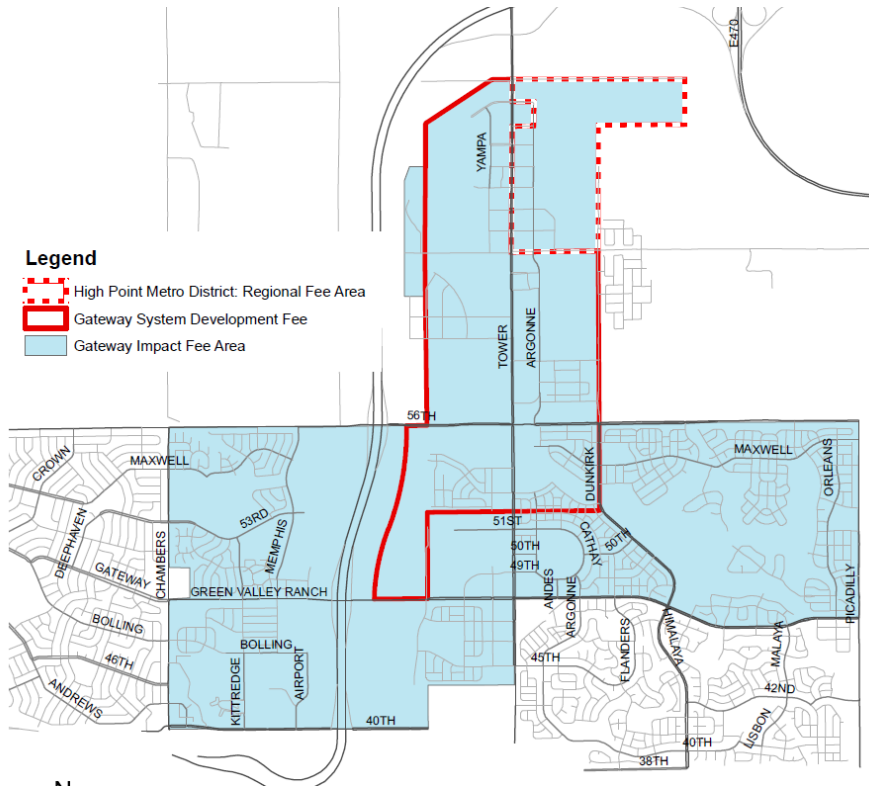 E470
YAMPA
Legend
High Point Metro District: Regional Fee Area
Gateway System Development Fee
Gateway Impact Fee Area
TOWER
ARGONNE
56TH
CROWN
MAXWELL
DUNKIRK
MAXWELL
ORLEANS
DEEPHAVEN
53RD
MEMPHIS
51ST
CATHAY
50TH
50TH
49TH
CHAMBERS
GATEWAY
GREEN VALLEY RANCH
ANDES
ARGONNE
HIMALAYA
PICADILLY
BOLLING
BOLLING
FLANDERS
MALAYA
46TH
45TH
KITTREDGE
AIRPORT
ANDREWS
42ND
LISBON
40TH
40TH
38TH
N